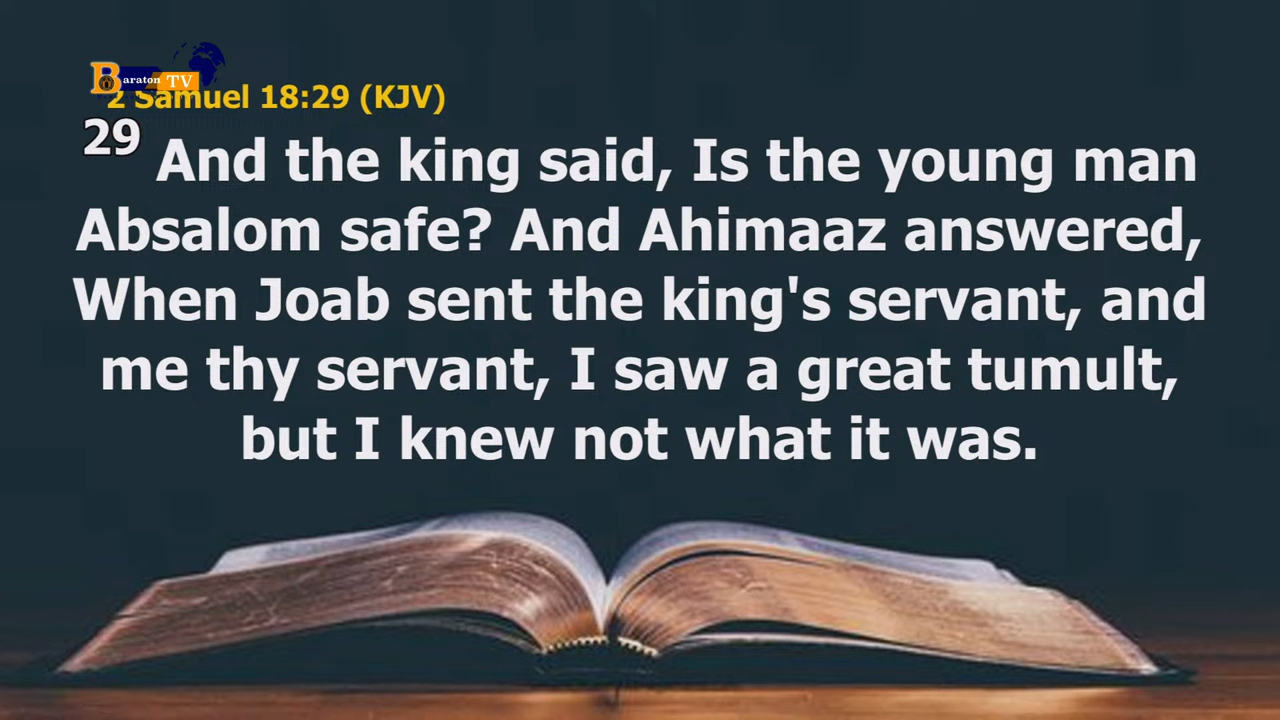 Baraton TV
2 Samuel 18:29 (KJV)
29 And the king said, Is the young man
Absalom safe? And Ahimaaz answered,
When Joab sent the king's servant, and
me thy servant, I saw a great tumult,
but I knew not what it was.